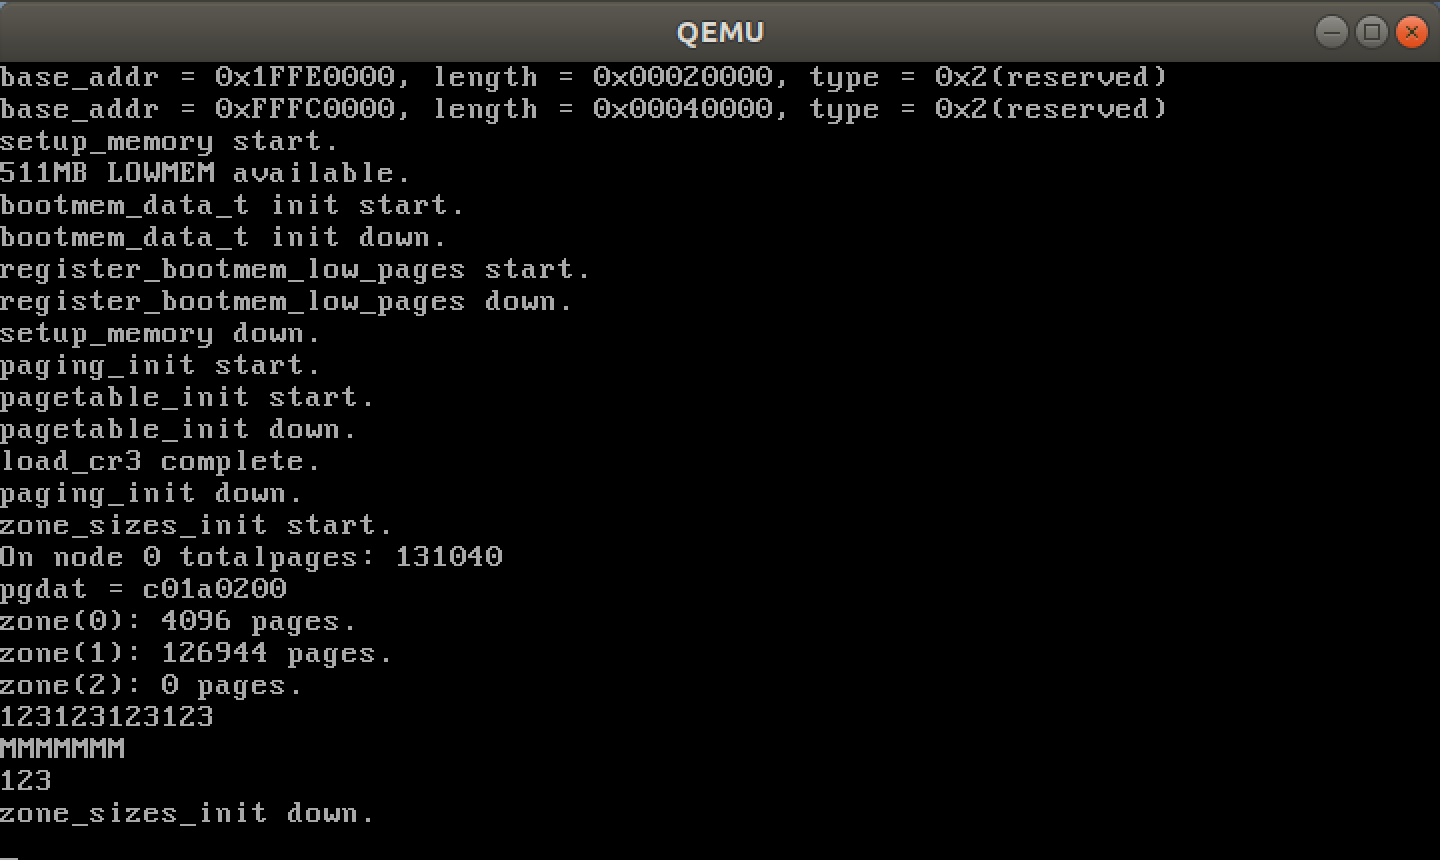 QEMU
base_addr = 0x1FFE0000, length = 0x00020000, type = 0x2(reserved)
base_addr = 0xFFFC0000, length = 0x00040000, type = 0x2(reserved)
setup_memory start.
511MB LOWMEM available.
bootmem_data_t init start.
bootmem_data_t init down.
register_bootmem_low_pages start.
register_bootmem_low_pages down.
setup_memory down.
paging_init start.
pagetable_init start.
pagetable_init down.
load_cr3 complete.
paging_init down.
zone_sizes_init start.
On node 0 totalpages: 131040
pgdat = c01a0200
zone(0): 4096 pages.
zone(1): 126944 pages.
zone(2): 0 pages.
123123123123
MMMMMMM
123
zone_sizes_init down.